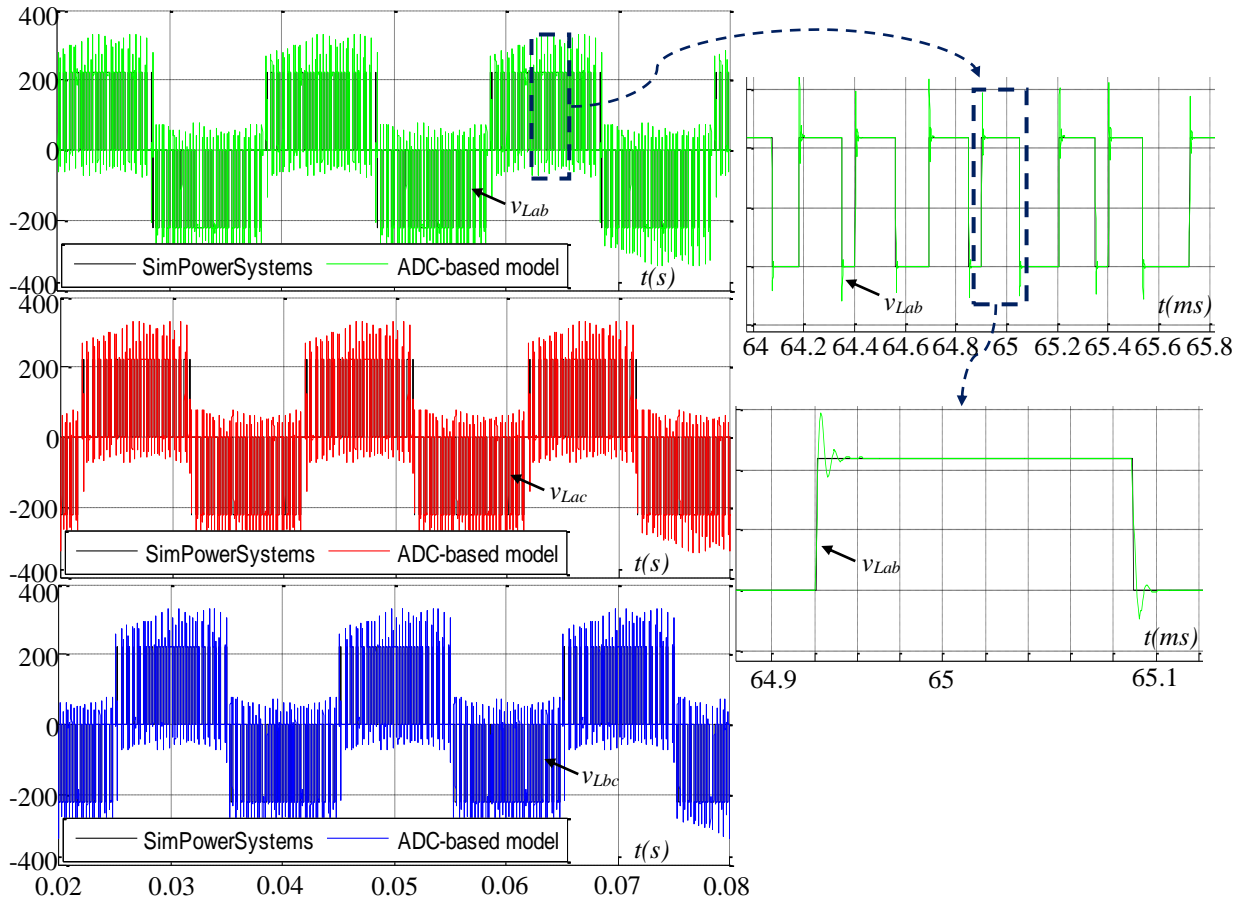 400
200
0
-200
-400
v_Lab
SimPowerSystems ADC-based model
t(s)
400
200
0
-200
-400
v_Lac
SimPowerSystems ADC-based model
t(s)
400
200
0
-200
-400
v_Lbc
SimPowerSystems ADC-based model
t(s)
0.02 0.03 0.04 0.05 0.06 0.07 0.08
v_Lab
t(ms)
64 64.2 64.4 64.6 64.8 65 65.2 65.4 65.6 65.8
v_Lab
t(ms)
64.9 65 65.1